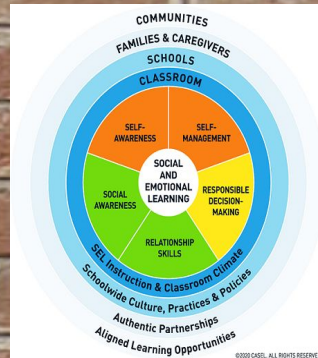 COMMUNITIES
FAMILIES & CAREGIVERS
SCHOOLS
CLASSROOM
SELF-
AWARENESS
SELF-
MANAGEMENT
SOCIAL
AWARENESS
SOCIAL
AND
EMOTIONAL
LEARNING
RESPONSIBLE
DECISION-
MAKING
RELATIONSHIP
SKILLS
SEL Instruction & Classroom Climate
Schoolwide Culture, Practices & Policies
Authentic Partnerships
Aligned Learning Opportunities
©2020 CASEL. ALL RIGHTS RESERVE